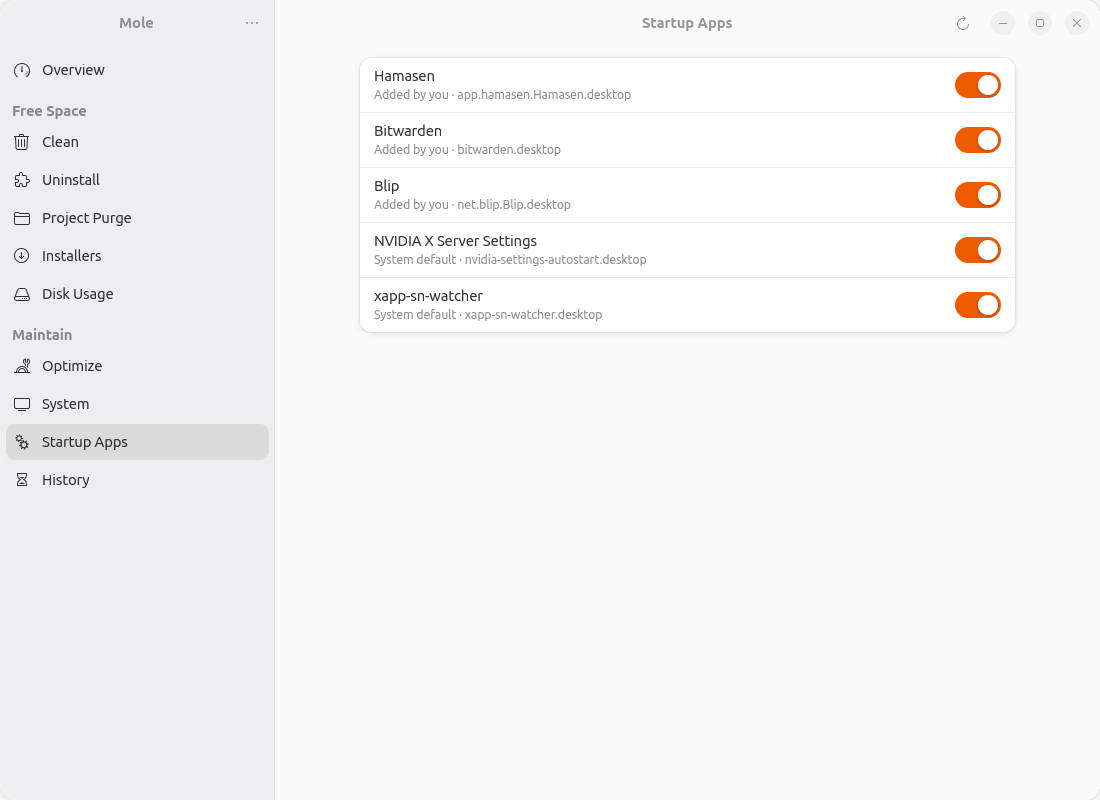 Mole
Startup Apps
Overview
Free Space
Clean
Uninstall
Project Purge
Installers
Disk Usage
Maintain
Optimize
System
Startup Apps
History
Hamasen
Added by you · app.hamasen.Hamasen.desktop
Bitwarden
Added by you · bitwarden.desktop
Blip
Added by you · net.blip.Blip.desktop
NVIDIA X Server Settings
System default · nvidia-settings-autostart.desktop
xapp-sn-watcher
System default · xapp-sn-watcher.desktop